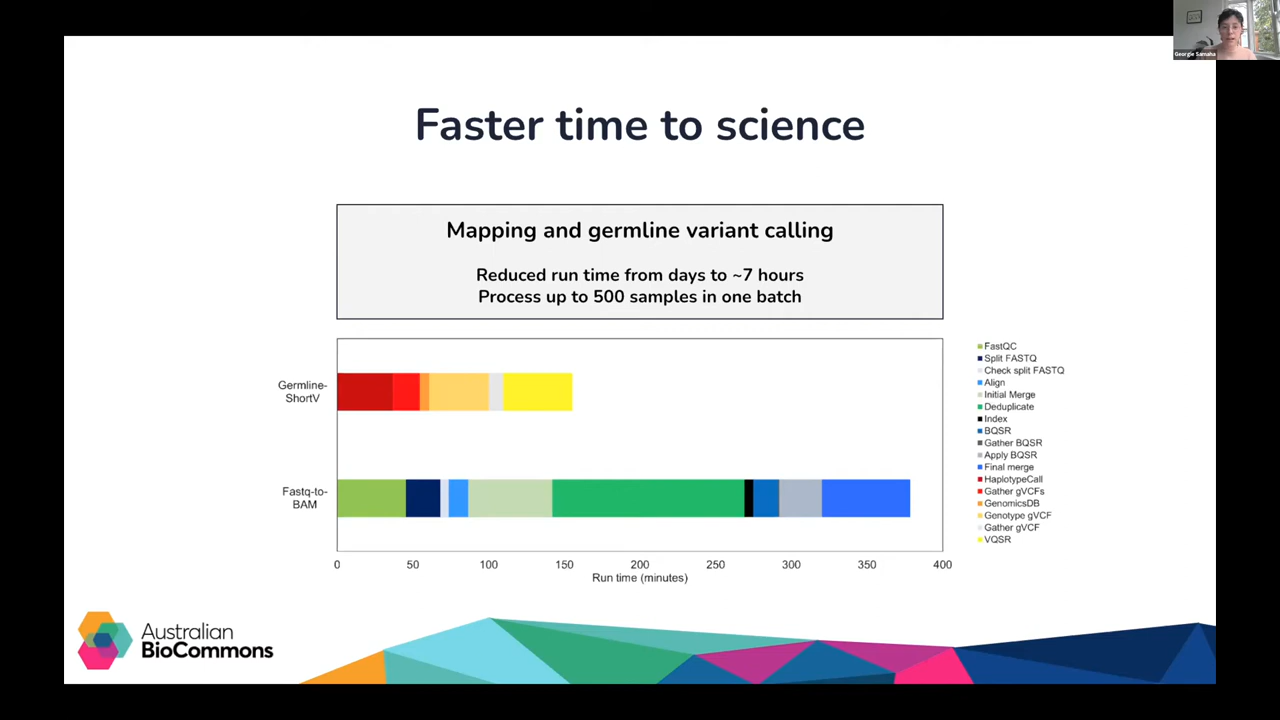 Georgie Samaha
Faster time to science
Mapping and germline variant calling
Reduced run time from days to ~7 hours
Process up to 500 samples in one batch
Germline-
ShortV
Fastq-to-
BAM
0 50 100 150 200 250 300 350 400
Run time (minutes)
FastQC
Split FASTQ
Check split FASTQ
Align
Initial Merge
Deduplicate
Index
BQSR
Gather BQSR
Apply BQSR
Final merge
HaplotypeCall
Gather gVCFs
GenomicsDB
Genotype gVCF
Gather gVCF
VQSR
Australian
BioCommons